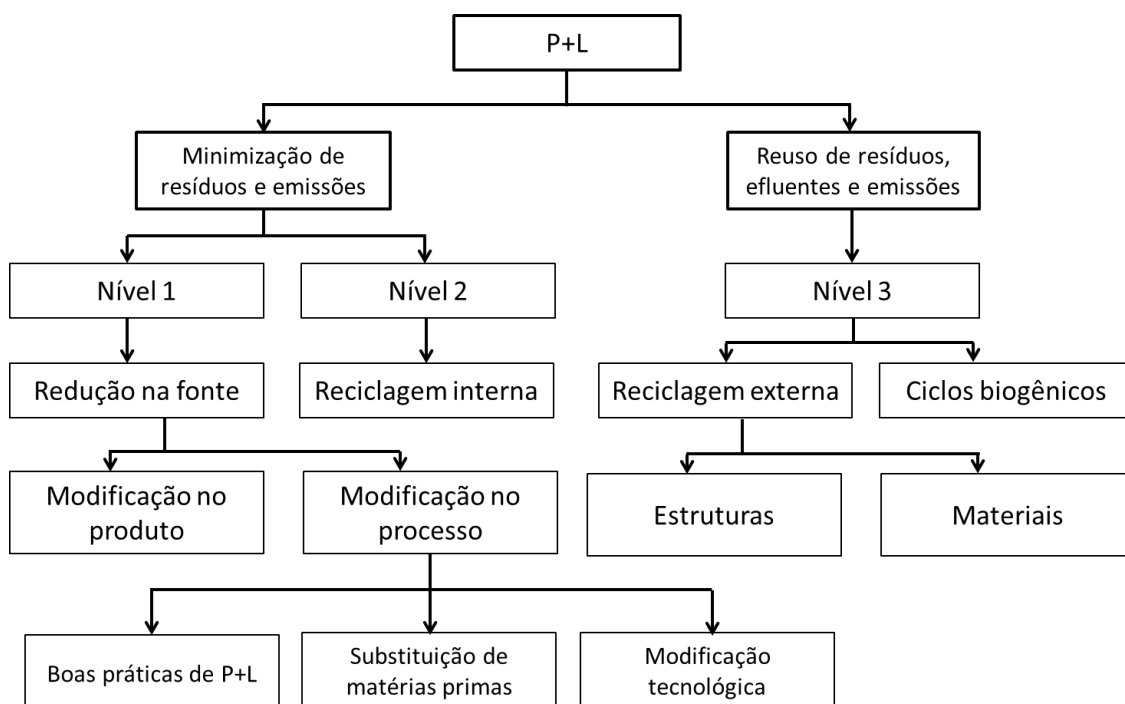 P+L
Minimização de
resíduos e emissões
Reuso de resíduos,
efluentes e emissões
Nível 1
Nível 2
Nível 3
Redução na fonte
Reciclagem interna
Reciclagem externa
Ciclos biogênicos
Modificação no
produto
Modificação no
processo
Estruturas
Materiais
Boas práticas de P+L
Substituição de
matérias primas
Modificação
tecnológica